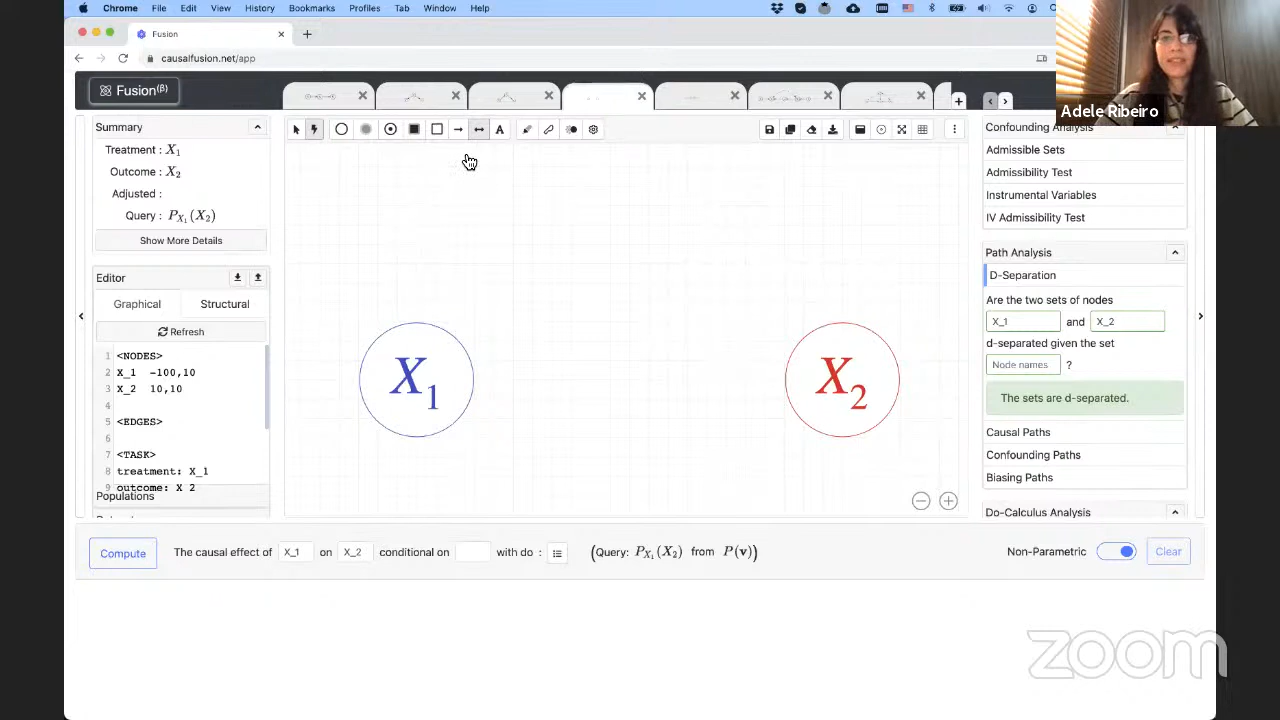 Chrome File Edit View History Bookmarks Profiles Tab Window Help
Fusion
causalfusion.net/app
Fusion(β)
Adele Ribeiro
Summary
Treatment : X1
Outcome : X2
Adjusted :
Query : PX1(X2)
Show More Details
Editor
Graphical Structural
Refresh
1 <NODES>
2 X_1 -100,10
3 X_2 10,10
4
5 <EDGES>
6
7 <TASK>
8 treatment: X_1
9 outcome: X 2
Populations
A
X1
X2
Confounding Analysis
Admissible Sets
Admissibility Test
Instrumental Variables
IV Admissibility Test
Path Analysis
D-Separation
Are the two sets of nodes
X_1 and X_2
d-separated given the set
Node names ?
The sets are d-separated.
Causal Paths
Confounding Paths
Biasing Paths
Do-Calculus Analysis
Compute The causal effect of X_1 on X_2 conditional on with do : (Query: PX1(X2) from P(v)) Non-Parametric Clear
zoom